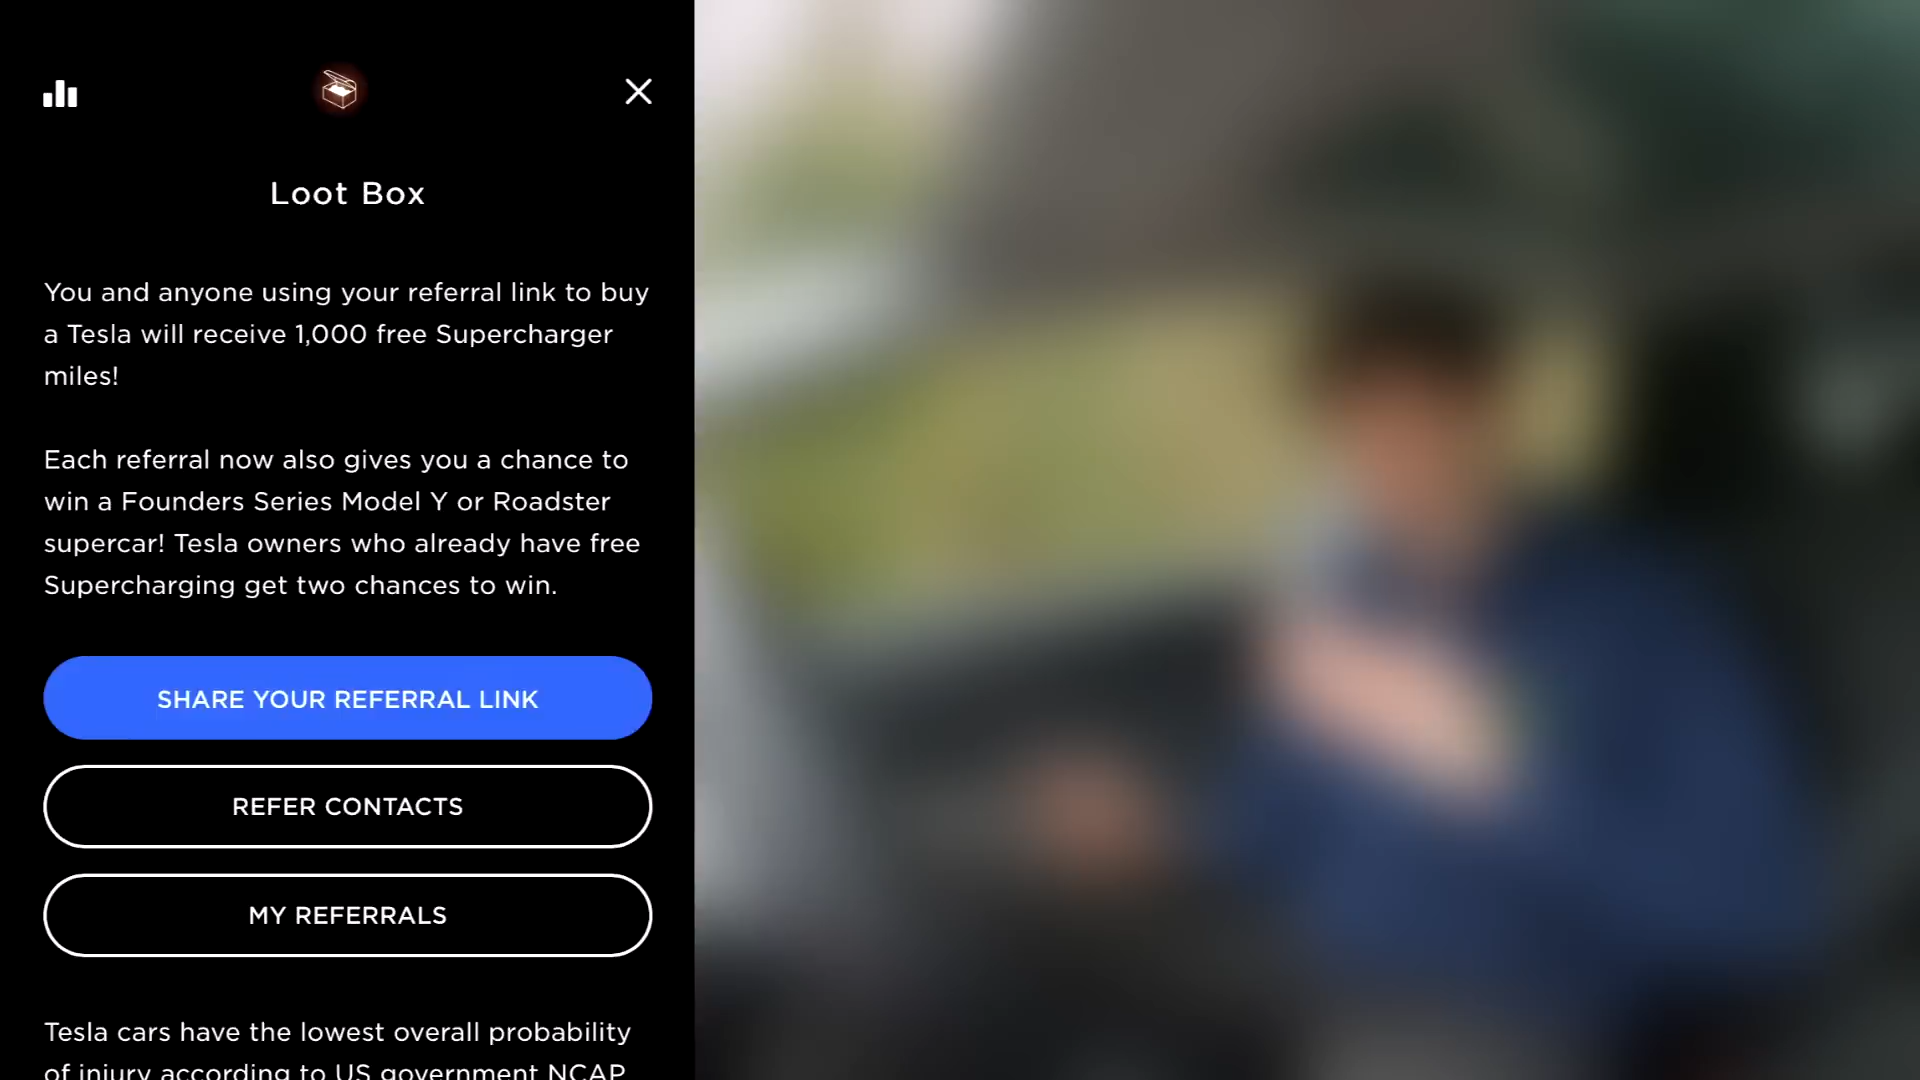 Loot Box
You and anyone using your referral link to buy
a Tesla will receive 1,000 free Supercharger
miles!
Each referral now also gives you a chance to
win a Founders Series Model Y or Roadster
supercar! Tesla owners who already have free
Supercharging get two chances to win.
SHARE YOUR REFERRAL LINK
REFER CONTACTS
MY REFERRALS
Tesla cars have the lowest overall probability
of injury according to US government NCAP